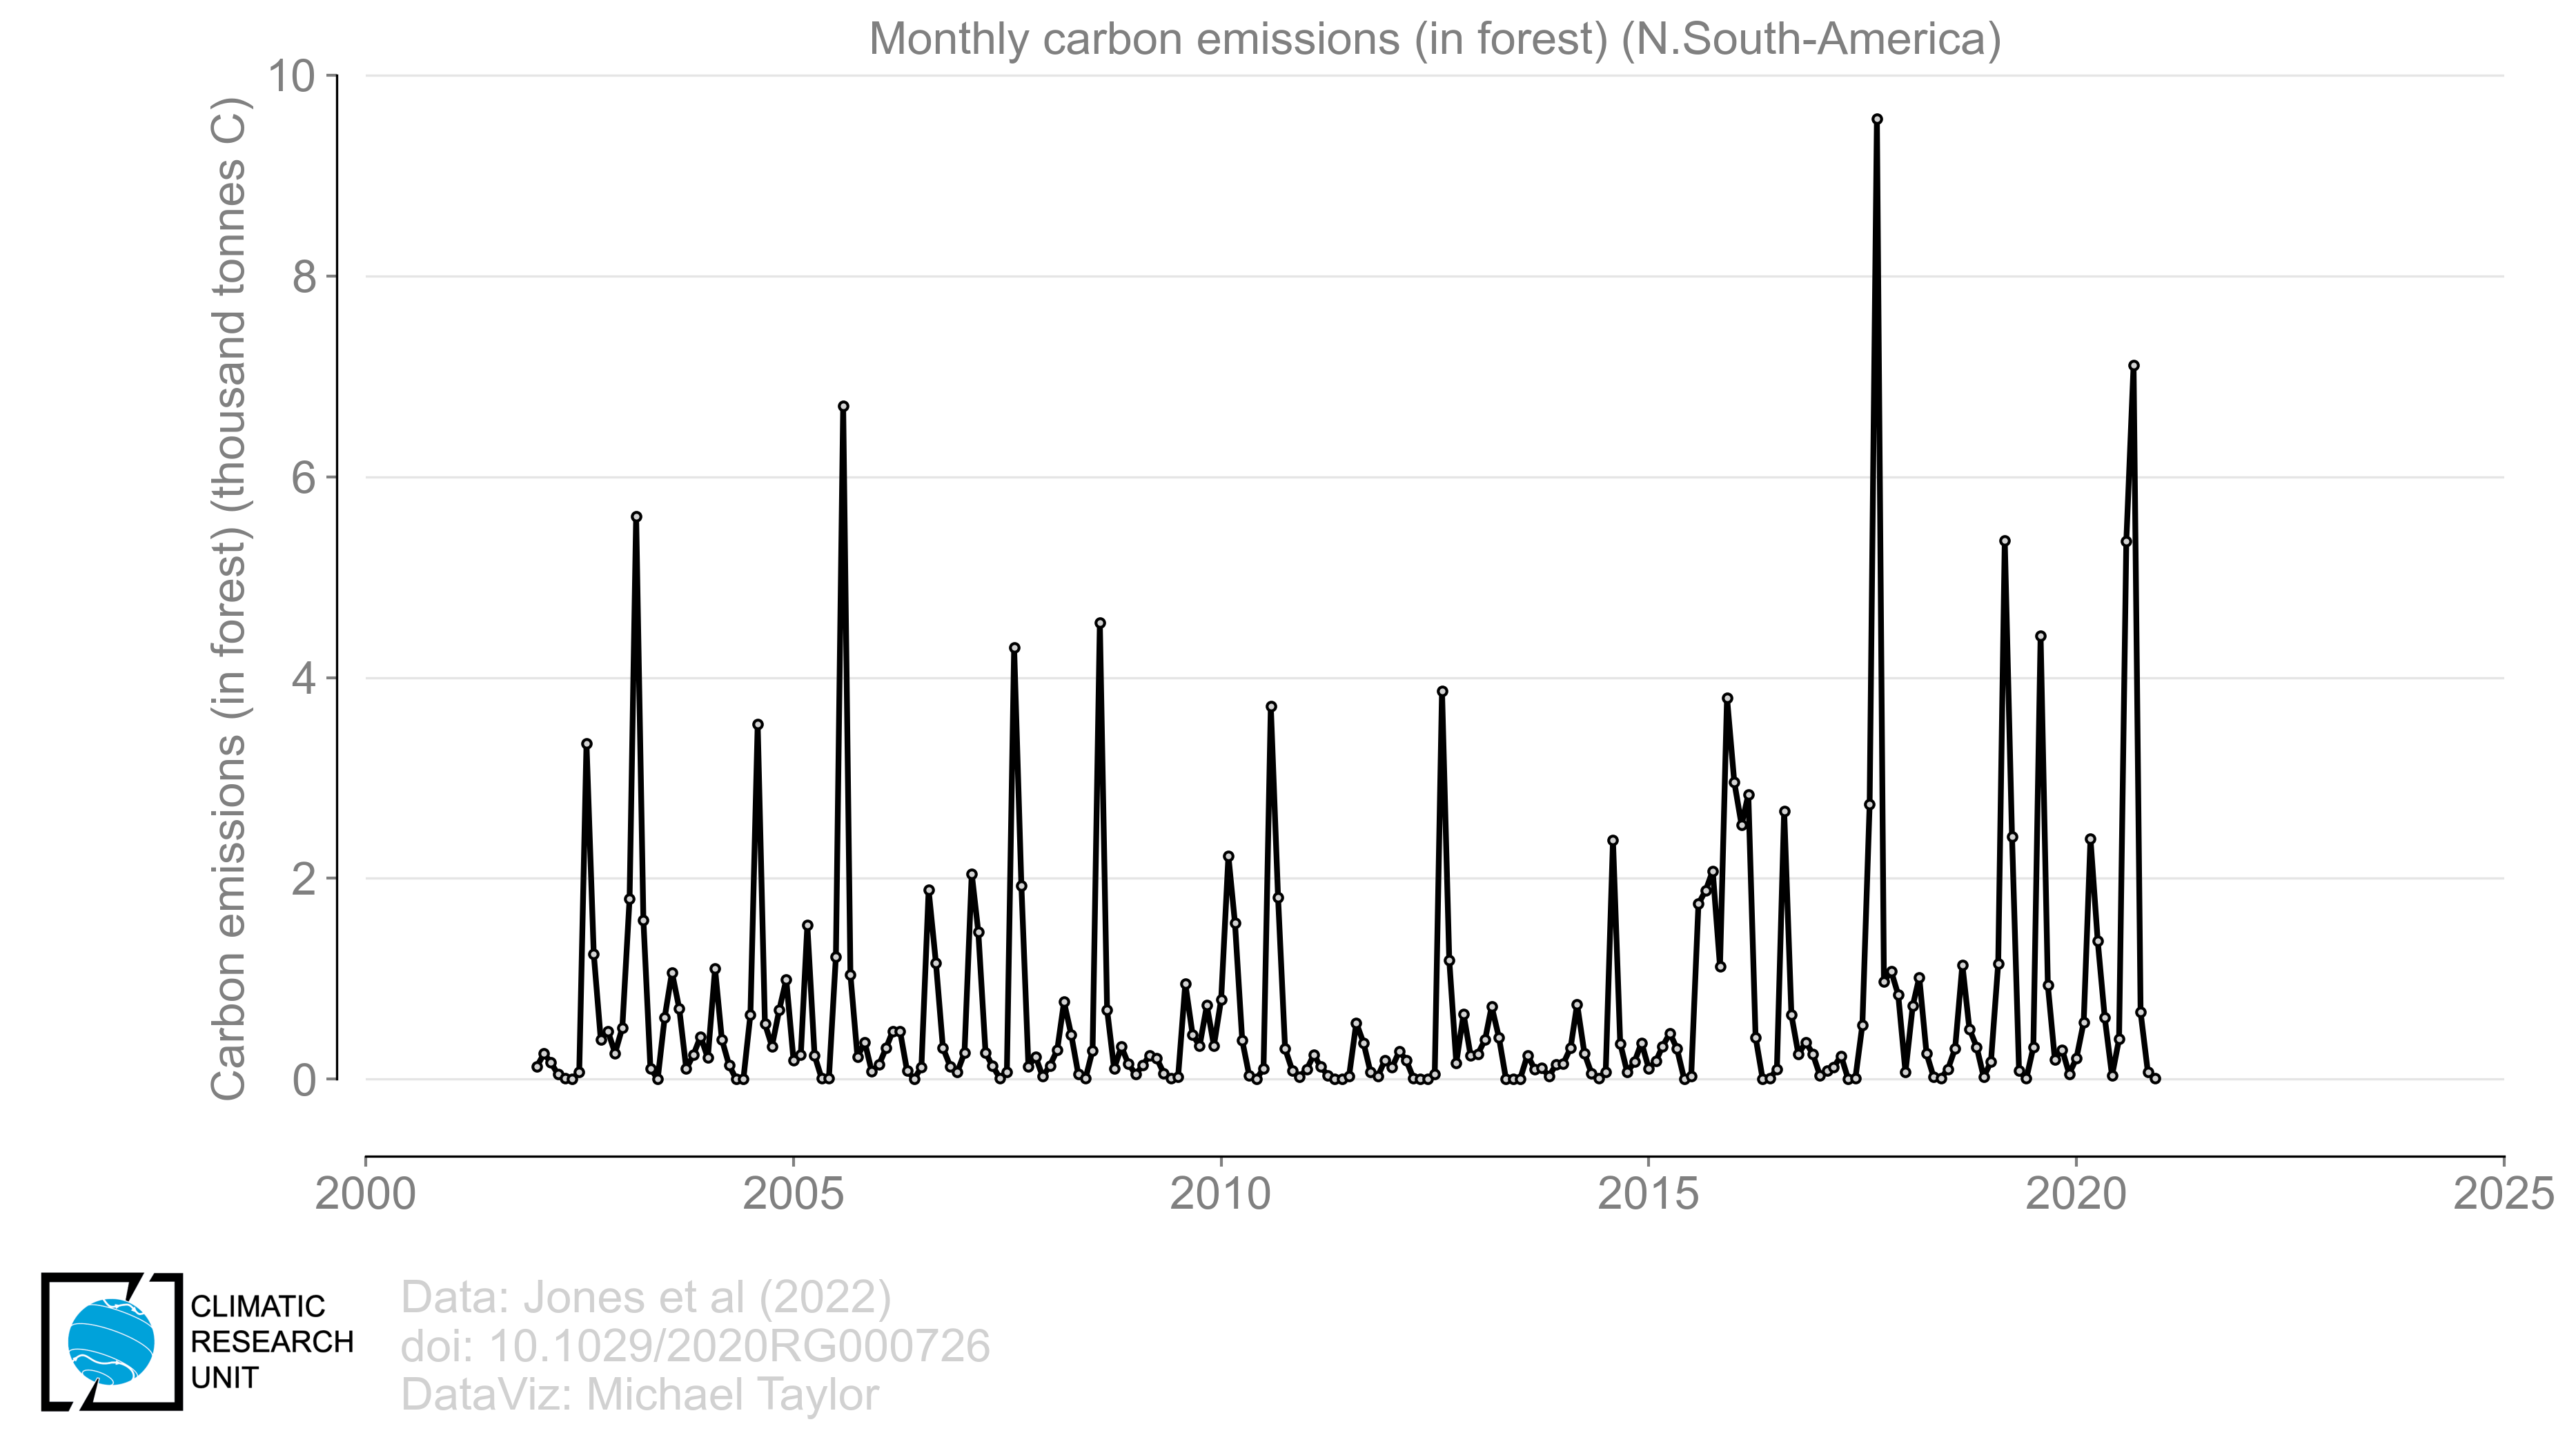 Monthly carbon emissions (in forest) (N.South-America)
Carbon emissions (in forest) (thousand tonnes C)
10
8
6
4
2
0
2000
2005
2010
2015
2020
2025
CLIMATIC
RESEARCH
UNIT
Data: Jones et al (2022)
doi: 10.1029/2020RG000726
DataViz: Michael Taylor